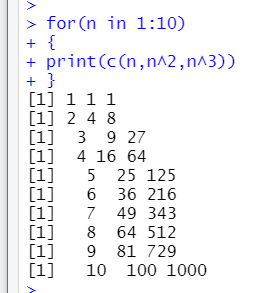 >
> for(n in 1:10)
+ {
+ print(c(n,n^2,n^3))
+ }
[1] 1 1 1
[1] 2 4 8
[1]  3  9 27
[1]  4 16 64
[1]   5  25 125
[1]   6  36 216
[1]   7  49 343
[1]   8  64 512
[1]   9  81 729
[1]   10  100 1000
>